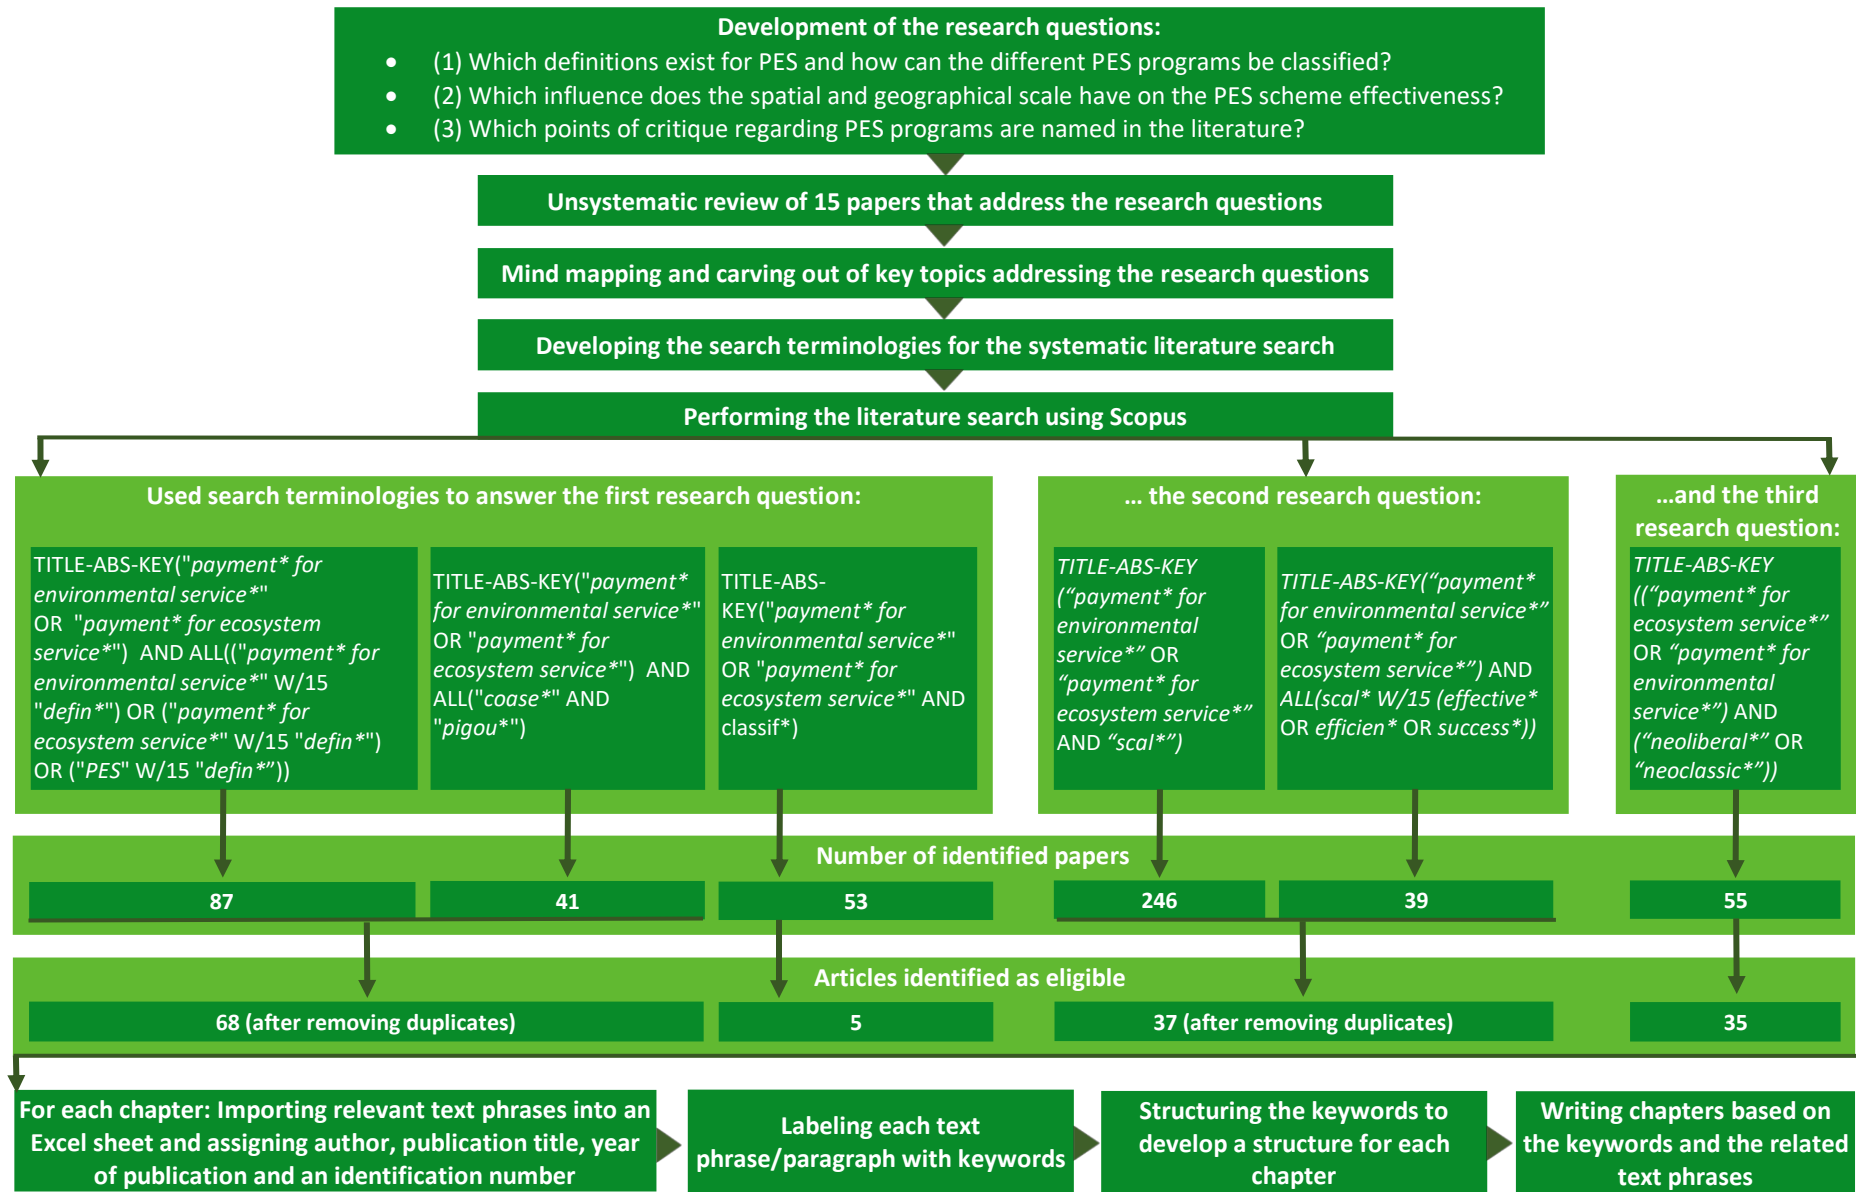 Development of the research questions:
• (1) Which definitions exist for PES and how can the different PES programs be classified?
• (2) Which influence does the spatial and geographical scale have on the PES scheme effectiveness?
• (3) Which points of critique regarding PES programs are named in the literature?
Unsystematic review of 15 papers that address the research questions
Mind mapping and carving out of key topics addressing the research questions
Developing the search terminologies for the systematic literature search
Performing the literature search using Scopus
Used search terminologies to answer the first research question:
TITLE-ABS-KEY("payment* for
environmental service*"
OR "payment* for ecosystem
service*") AND ALL(("payment* for
environmental service*" W/15
"defin*") OR ("payment* for
ecosystem service*" W/15 "defin*")
OR ("PES" W/15 "defin*”))
TITLE-ABS-KEY("payment*
for environmental service*"
OR "payment* for
ecosystem service*") AND
ALL("coase*" AND
"pigou*")
TITLE-ABS-
KEY("payment* for
environmental service*"
OR "payment* for
ecosystem service*" AND
classif*)
... the second research question:
TITLE-ABS-KEY
(“payment* for
environmental
service*” OR
“payment* for
ecosystem service*”
AND “scal*”)
TITLE-ABS-KEY(“payment*
for environmental service*”
OR “payment* for
ecosystem service*”) AND
ALL(scal* W/15 (effective*
OR efficien* OR success*))
...and the third
research question:
TITLE-ABS-KEY
((“payment* for
ecosystem service*”
OR “payment* for
environmental
service*”) AND
(“neoliberal*” OR
“neoclassic*”))
Number of identified papers
87
41
53
246
39
55
Articles identified as eligible
68 (after removing duplicates)
5
37 (after removing duplicates)
35
For each chapter: Importing relevant text phrases into an
Excel sheet and assigning author, publication title, year
of publication and an identification number
Labeling each text
phrase/paragraph with keywords
Structuring the keywords to
develop a structure for each
chapter
Writing chapters based on
the keywords and the related
text phrases